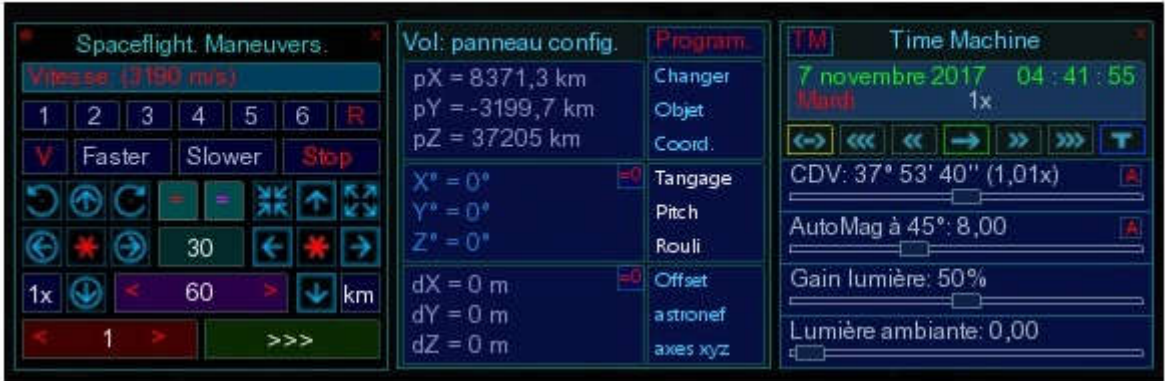 Spaceflight. Maneuvers.
Vitesse: (3190 m/s)
1 2 3 4 5 6 R
V Faster Slower Stop
= =
30
1x < 60 > km
< 1 > >>>
Vol: panneau config. Program.
pX = 8371,3 km Changer
pY = -3199,7 km Objet
pZ = 37205 km Coord.
X° = 0° =0 Tangage
Y° = 0° Pitch
Z° = 0° Rouli
dX = 0 m =0 Offset
dY = 0 m astronef
dZ = 0 m axes xyz
TM Time Machine x
7 novembre 2017 04 : 41 : 55
Mardi 1x
CDV: 37° 53' 40'' (1,01x) A
AutoMag à 45°: 8,00 A
Gain lumière: 50%
Lumière ambiante: 0,00